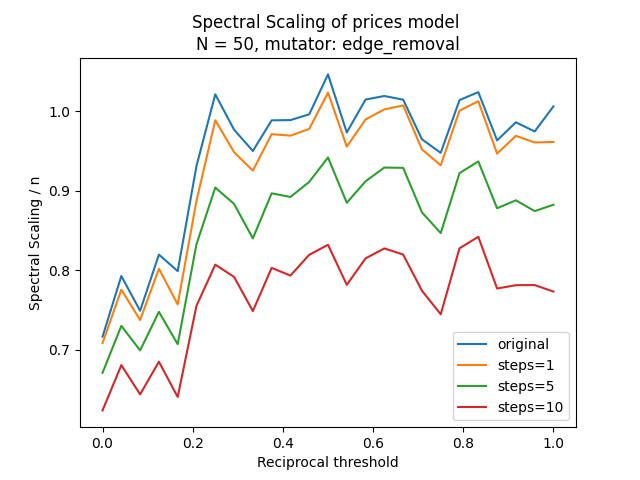 Spectral Scaling of prices model
N = 50, mutator: edge_removal
Spectral Scaling / n
1.0
0.9
0.8
0.7
0.0
0.2
0.4
0.6
0.8
1.0
Reciprocal threshold
original
steps=1
steps=5
steps=10